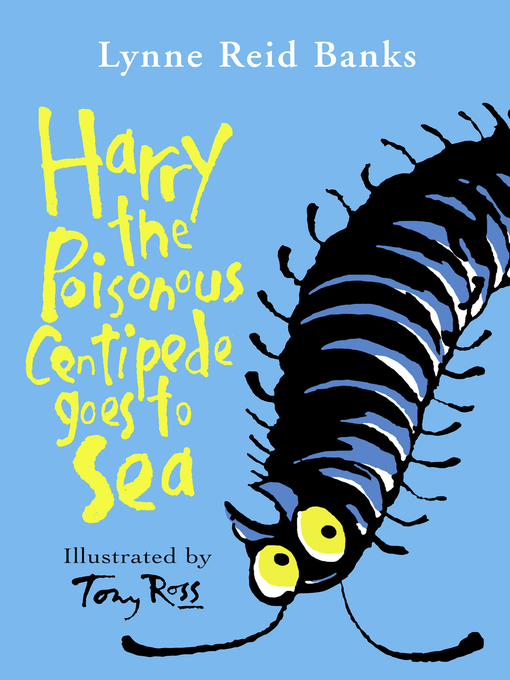 Lynne Reid Banks
Harry
the
Poisonous
Centipede
goes to
Sea
Illustrated by
Tony Ross